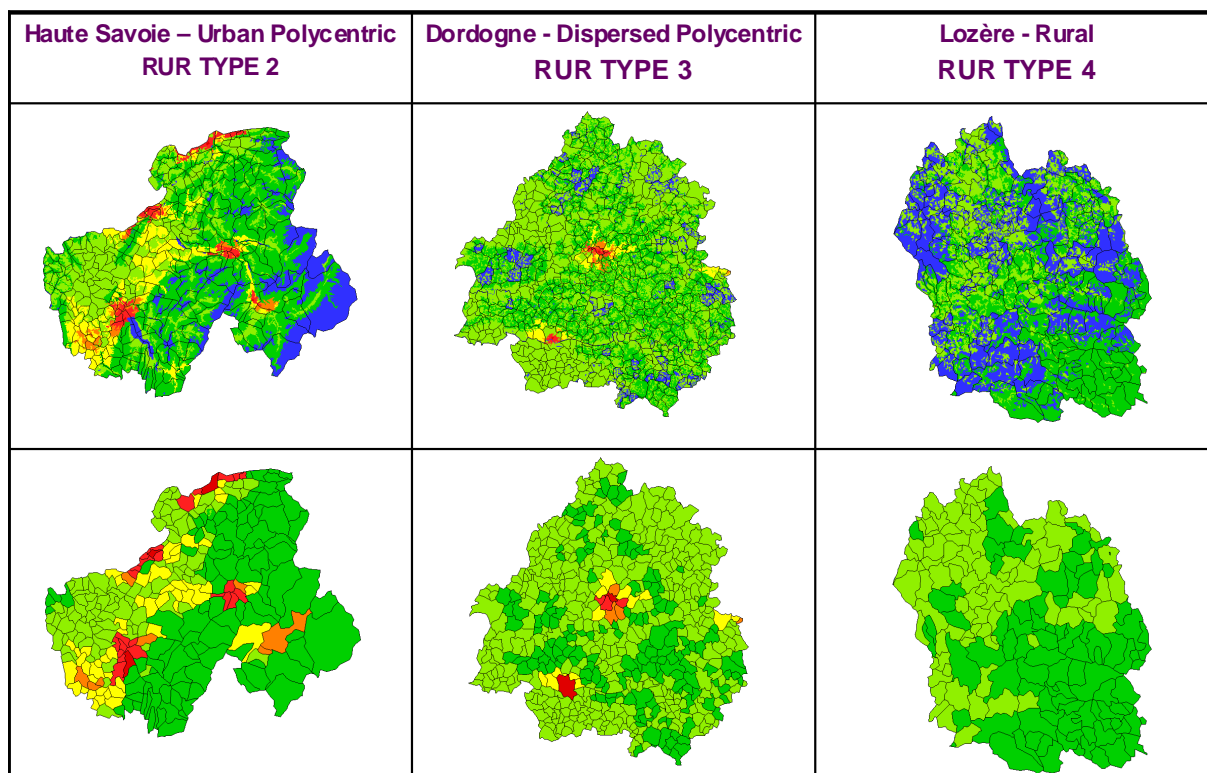 Haute Savoie – Urban Polycentric
RUR TYPE 2
Dordogne - Dispersed Polycentric
RUR TYPE 3
Lozère - Rural
RUR TYPE 4